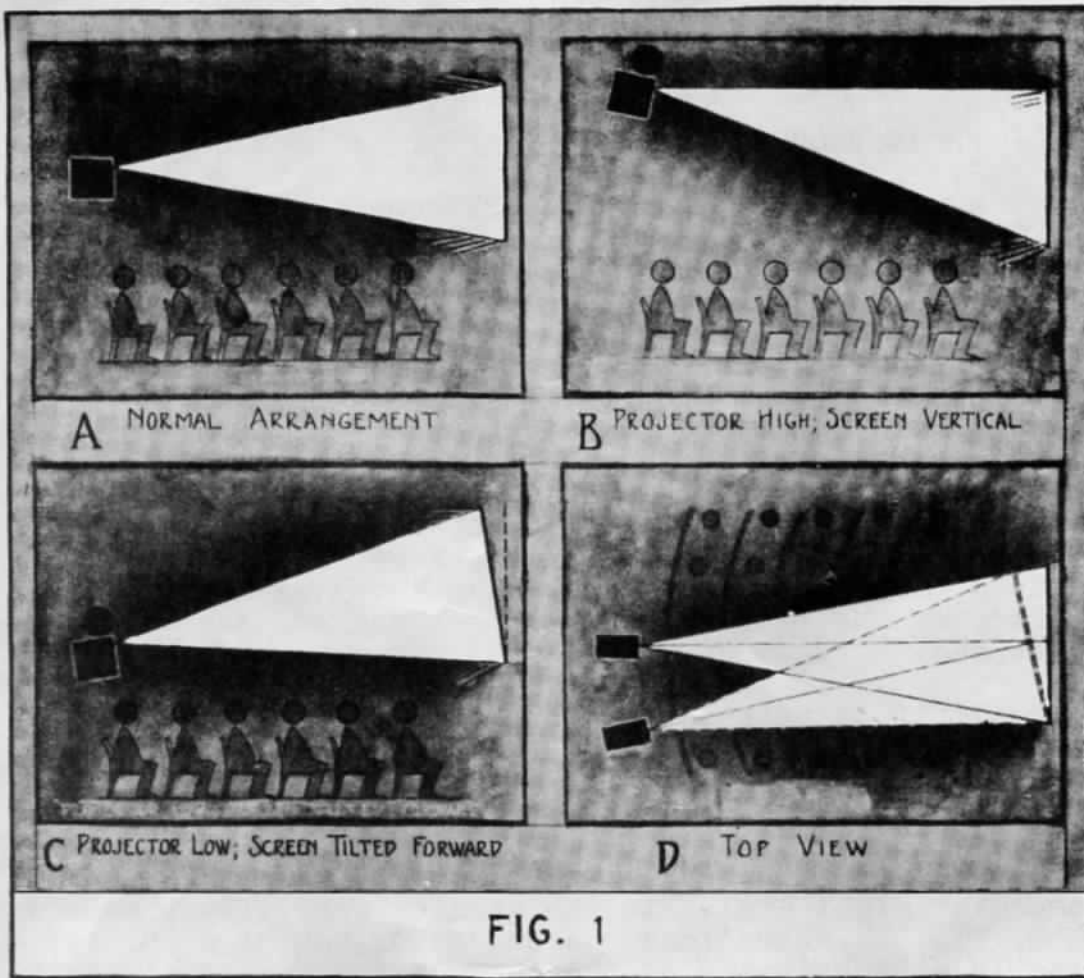 A NORMAL ARRANGEMENT
B PROJECTOR HIGH; SCREEN VERTICAL
C PROJECTOR LOW; SCREEN TILTED FORWARD
D TOP VIEW
FIG. 1